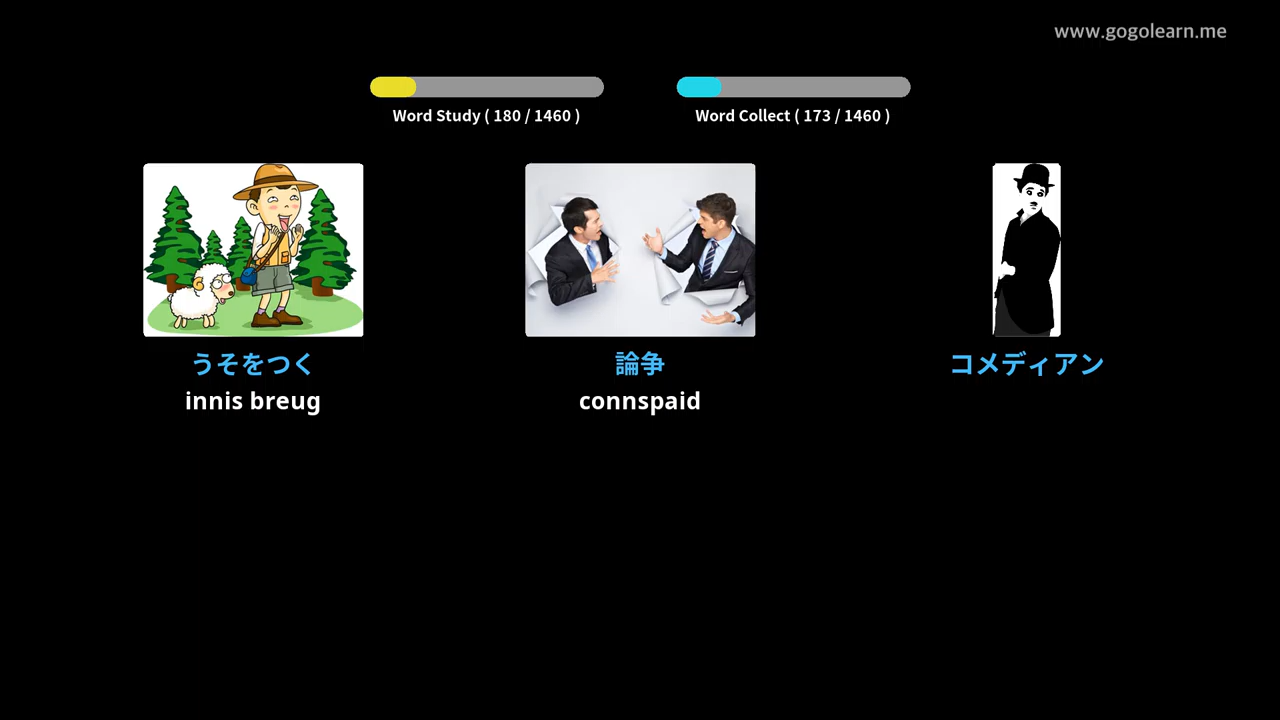 www.gogolearn.me
Word Study ( 180 / 1460 )
Word Collect ( 173 / 1460 )
うそをつく
innis breug
論争
connspaid
コメディアン